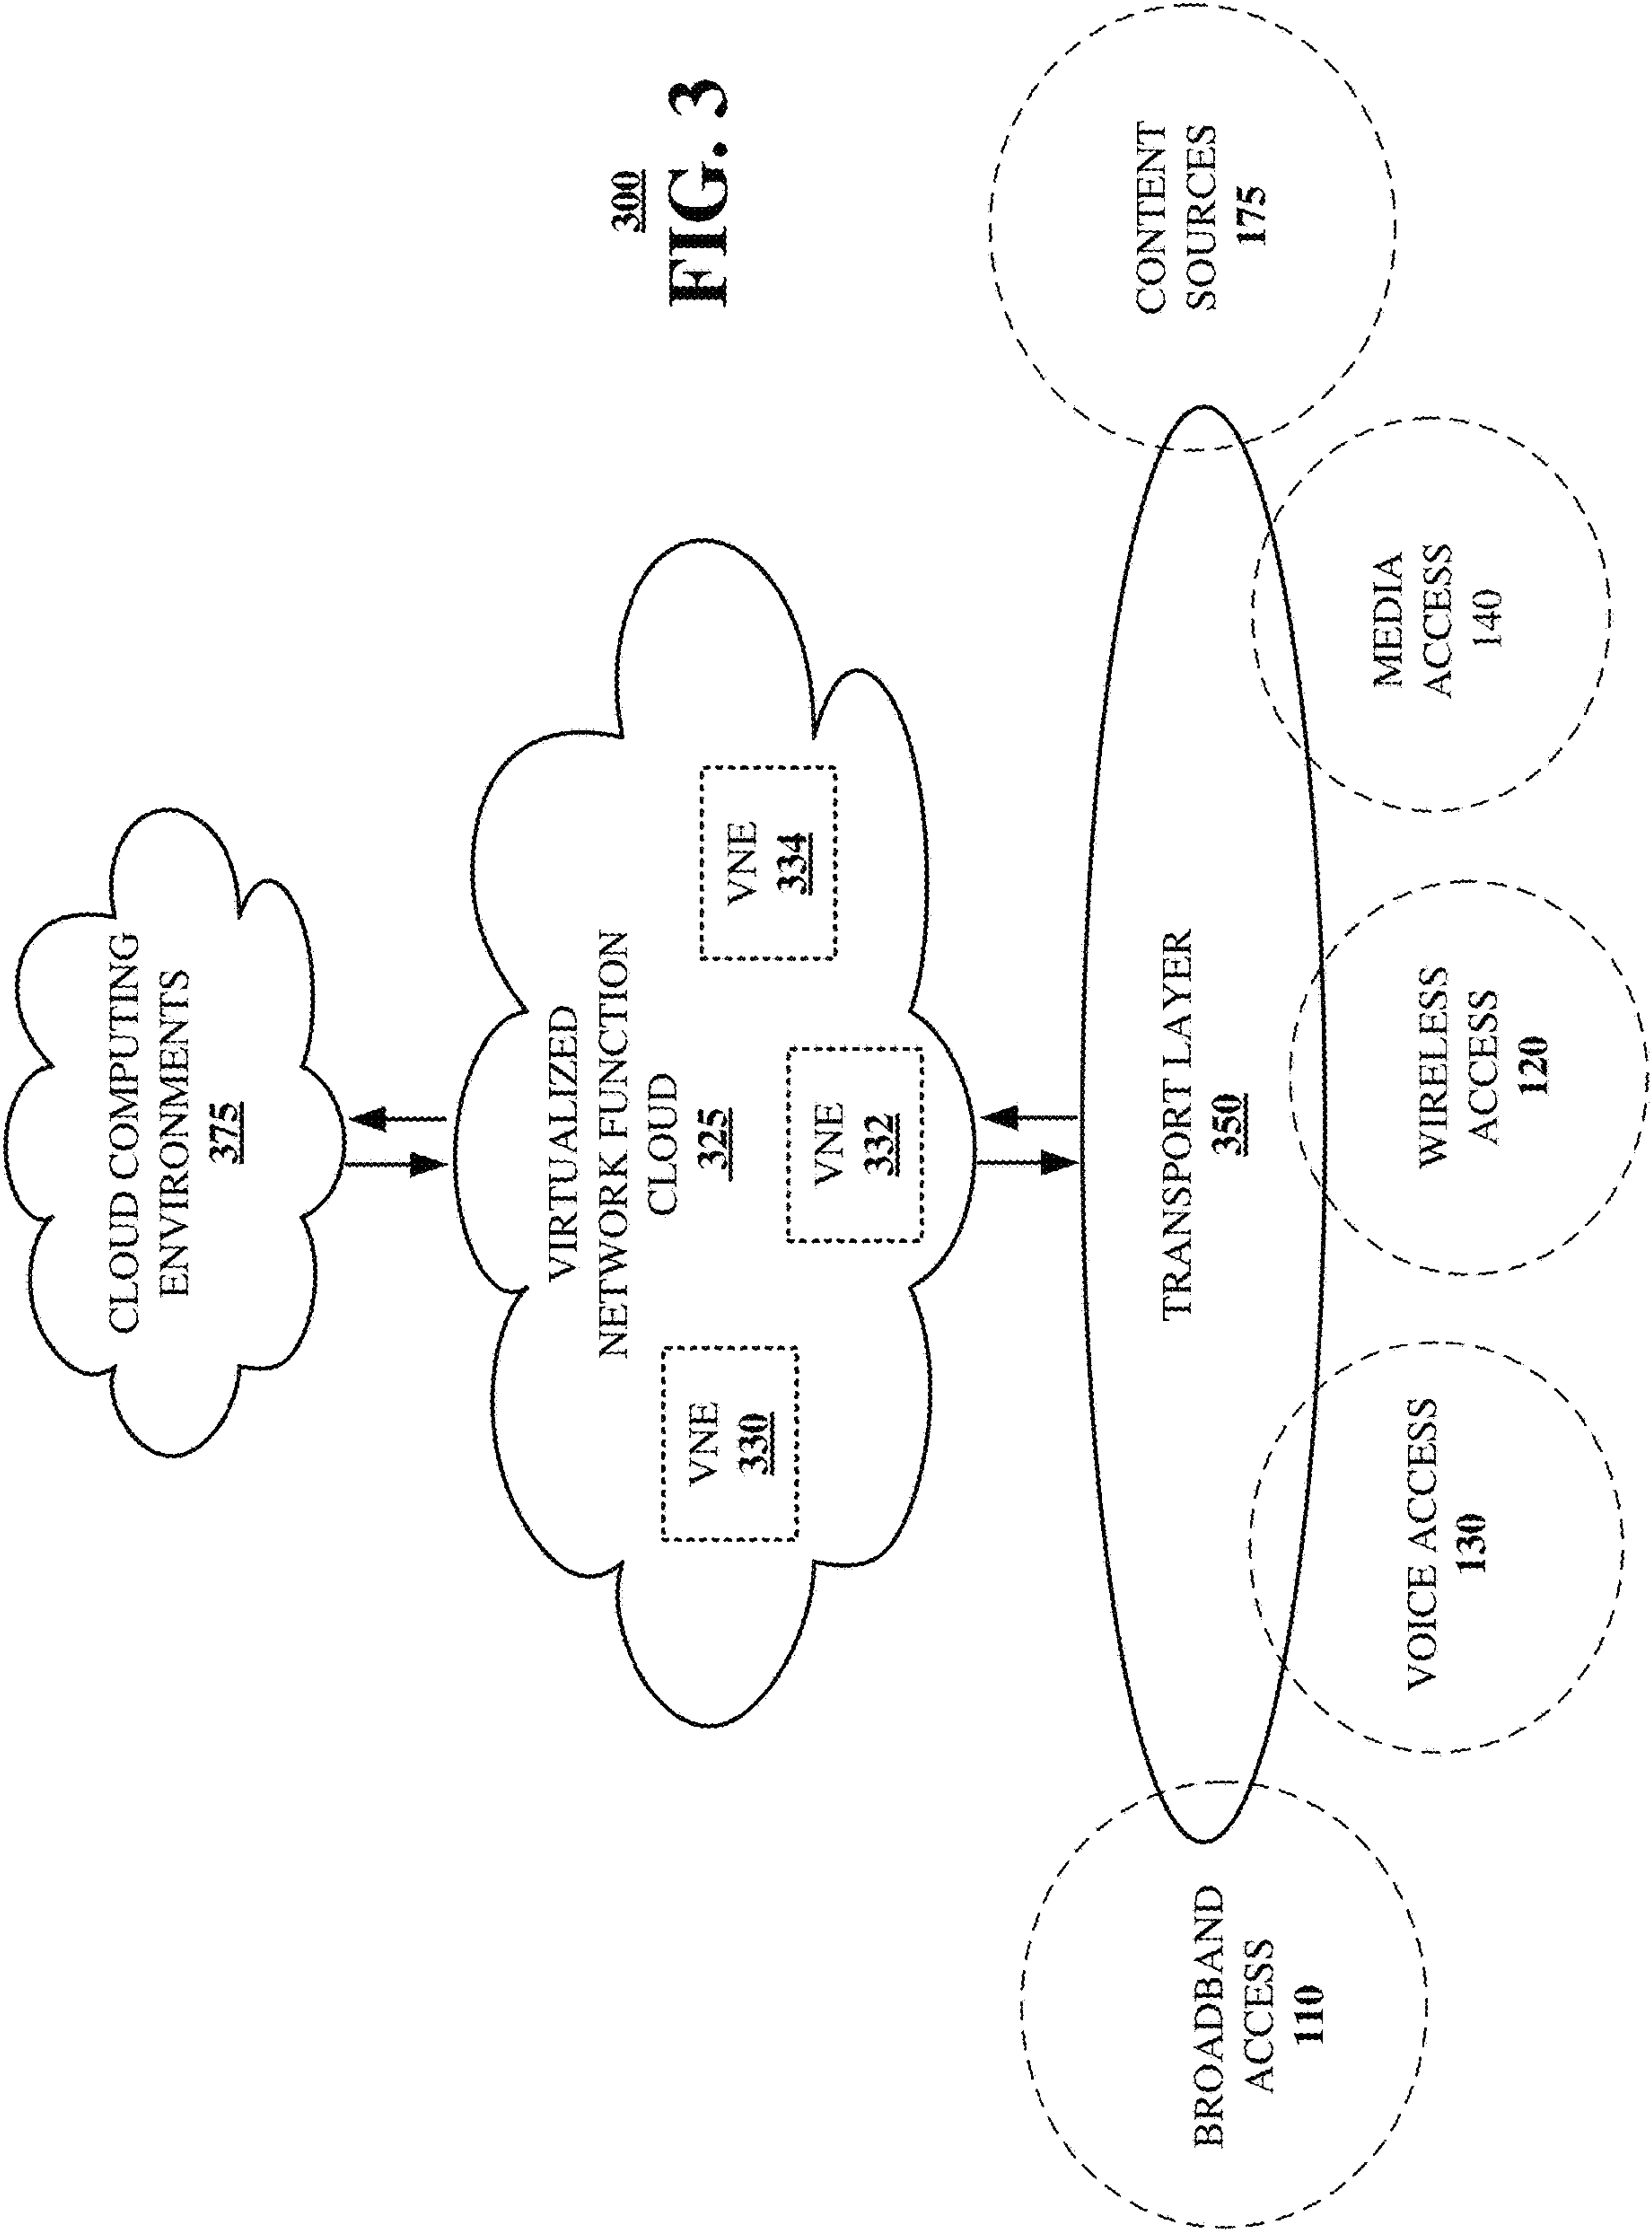 CLOUD COMPUTING
ENVIRONMENTS
375
VIRTUALIZED
NETWORK FUNCTION
CLOUD
325
VNE
330
VNE
332
VNE
334
300
FIG. 3
TRANSPORT LAYER
350
BROADBAND
ACCESS
110
VOICE ACCESS
130
WIRELESS
ACCESS
120
MEDIA
ACCESS
140
CONTENT
SOURCES
175